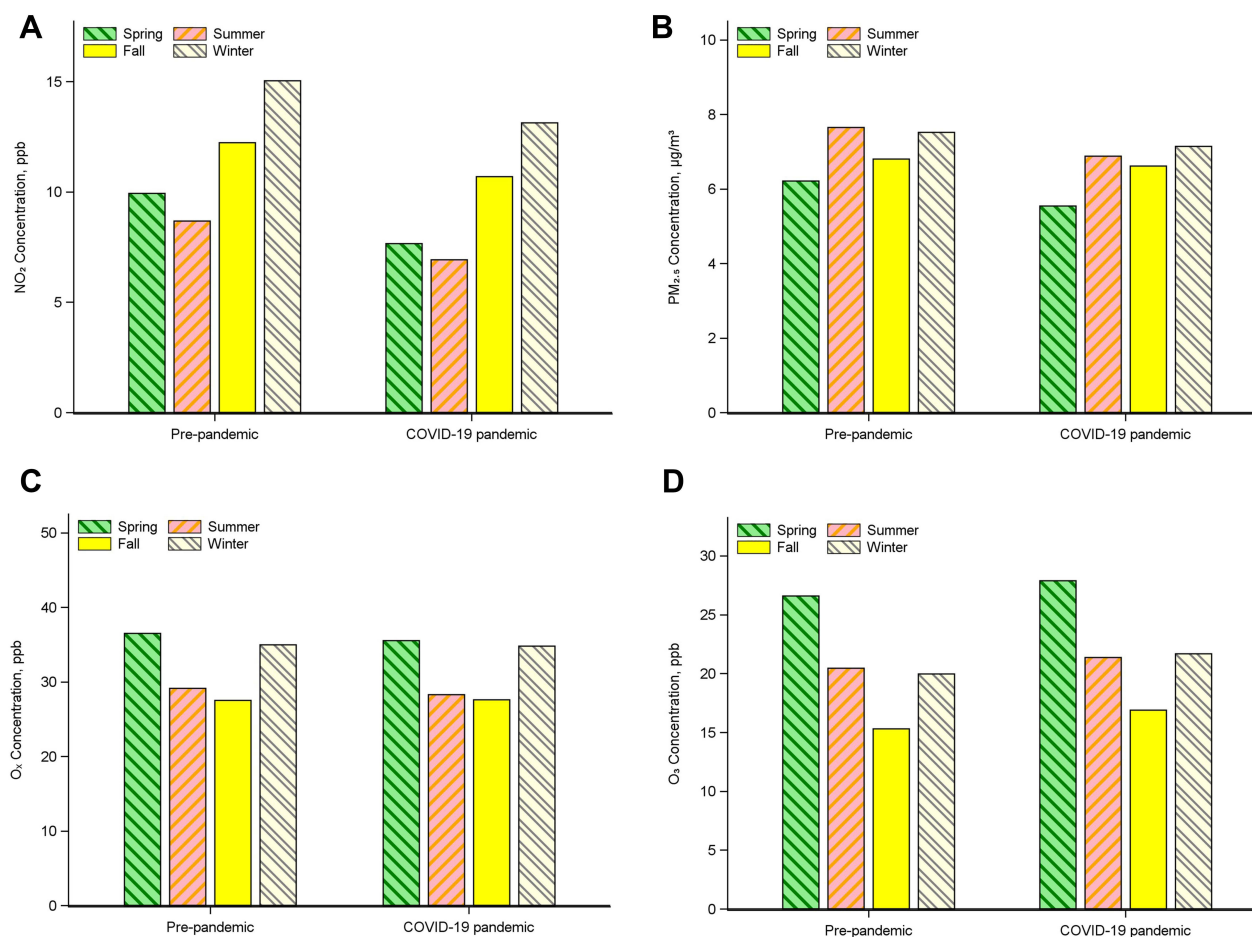 A
Spring Summer
Fall Winter
NO₂ Concentration, ppb
15
10
5
0
Pre-pandemic COVID-19 pandemic
B
Spring Summer
Fall Winter
PM₂.₅ Concentration, µg/m³
10
8
6
4
2
0
Pre-pandemic COVID-19 pandemic
C
Spring Summer
Fall Winter
Oₓ Concentration, ppb
50
40
30
20
10
0
Pre-pandemic COVID-19 pandemic
D
Spring Summer
Fall Winter
O₃ Concentration, ppb
30
25
20
15
10
5
0
Pre-pandemic COVID-19 pandemic